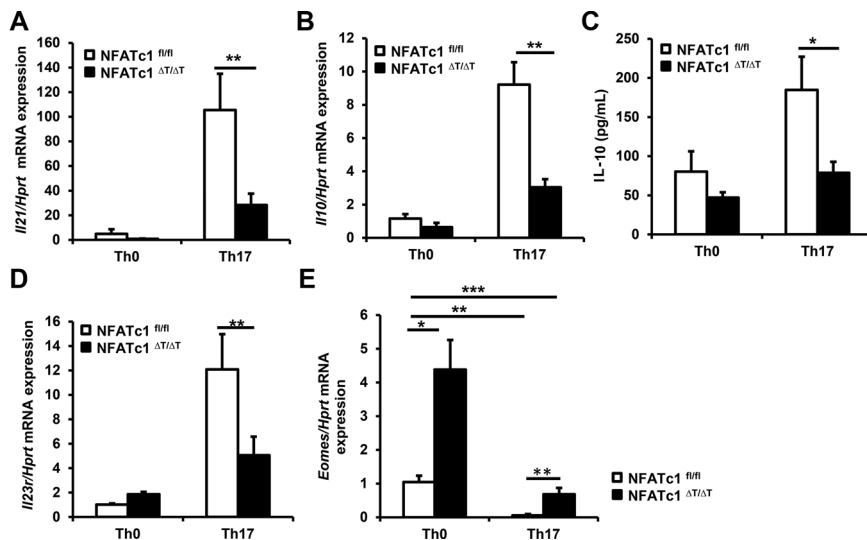 A
Il21/Hprt mRNA expression
160
140
120
100
80
60
40
20
0
NFATc1 fl/fl
NFATc1 ΔT/ΔT
**
Th0 Th17
B
Il10/Hprt mRNA expression
12
10
8
6
4
2
0
NFATc1 fl/fl
NFATc1 ΔT/ΔT
**
Th0 Th17
C
IL-10 (pg/mL)
250
200
150
100
50
0
NFATc1 fl/fl
NFATc1 ΔT/ΔT
*
Th0 Th17
D
Il23r/Hprt mRNA expression
16
14
12
10
8
6
4
2
0
NFATc1 fl/fl
NFATc1 ΔT/ΔT
**
Th0 Th17
E
Eomes/Hprt mRNA
expression
6
5
4
3
2
1
0
***
**
*
**
Th0 Th17
NFATc1 fl/fl
NFATc1 ΔT/ΔT